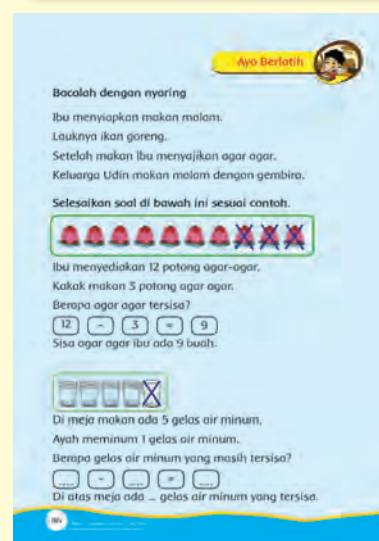 Ayo Berlatih
Bacalah dengan nyaring
Ibu menyiapkan makan malam.
Lauknya ikan goreng.
Setelah makan Ibu menyajikan agar agar.
Keluarga Udin makan malam dengan gembira.
Selesaikan soal di bawah ini sesuai contoh.
Ibu menyediakan 12 potong agar-agar.
Kakak makan 3 potong agar agar.
Berapa agar agar tersisa?
12 - 3 = 9
Sisa agar agar ibu ada 9 buah.
Di meja makan ada 5 gelas air minum.
Ayah meminum 1 gelas air minum.
Berapa gelas air minum yang masih tersisa?
.... - .... = ....
Di atas meja ada ... gelas air minum yang tersisa.